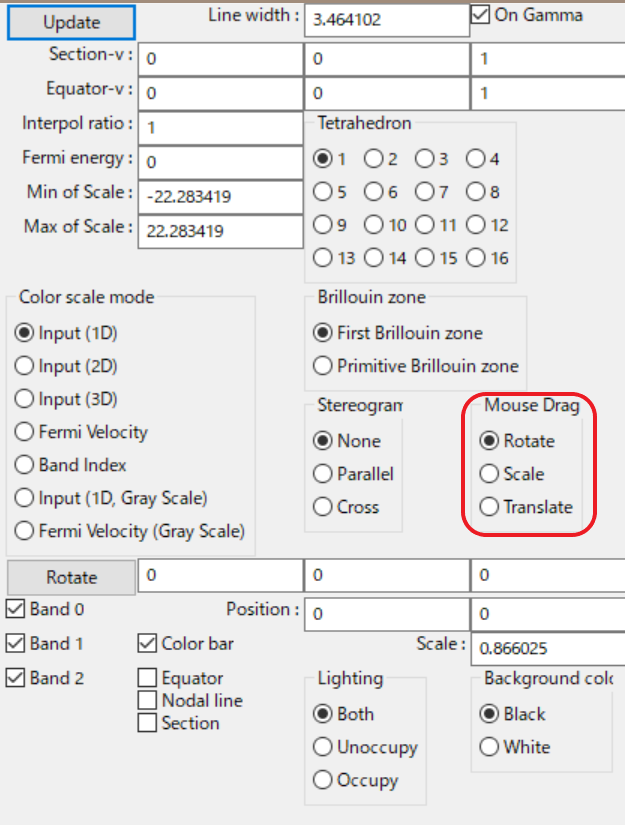 Update
Line width :
3.464102
On Gamma
Section-v :
0
0
1
Equator-v :
0
0
1
Interpol ratio :
1
Fermi energy :
0
Min of Scale :
-22.283419
Max of Scale :
22.283419
Tetrahedron
1 2 3 4
5 6 7 8
9 10 11 12
13 14 15 16
Color scale mode
Input (1D)
Input (2D)
Input (3D)
Fermi Velocity
Band Index
Input (1D, Gray Scale)
Fermi Velocity (Gray Scale)
Brillouin zone
First Brillouin zone
Primitive Brillouin zone
Stereogram
None
Parallel
Cross
Mouse Drag
Rotate
Scale
Translate
Rotate
0
0
0
Band 0
Position :
0
0
Band 1
Color bar
Scale :
0.866025
Band 2
Equator
Nodal line
Section
Lighting
Both
Unoccupy
Occupy
Background colo
Black
White